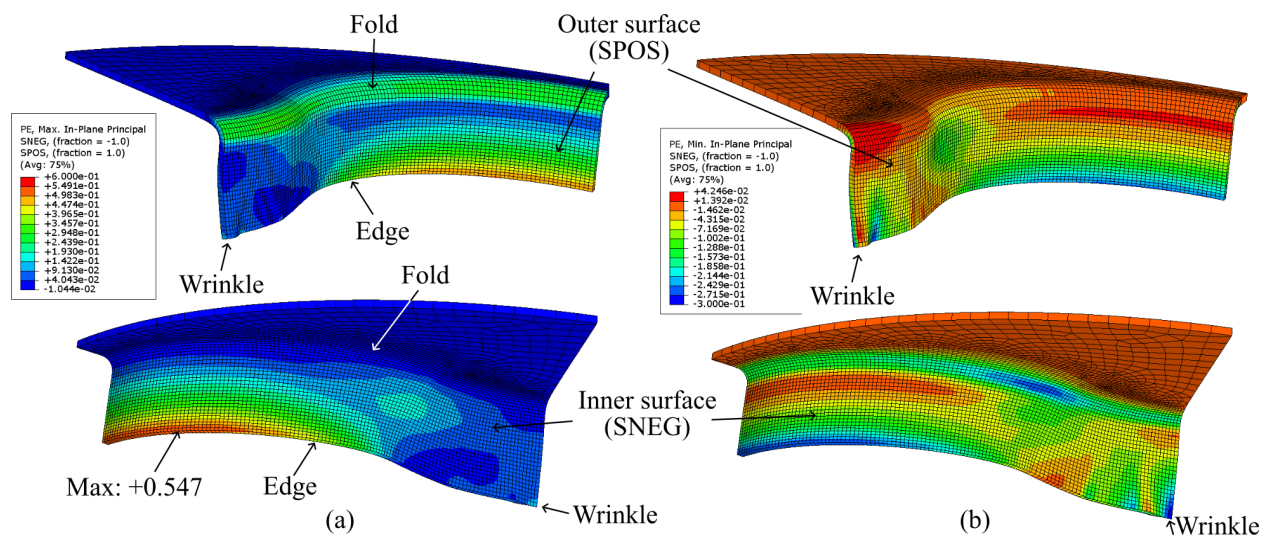 Fold
Outer surface
(SPOS)
PE, Max. In-Plane Principal
SNEG, (fraction = -1.0)
SPOS, (fraction = 1.0)
(Avg: 75%)
+6.000e-01
+5.491e-01
+4.983e-01
+4.474e-01
+3.965e-01
+3.457e-01
+2.948e-01
+2.439e-01
+1.930e-01
+1.422e-01
+9.130e-02
+4.043e-02
-1.044e-02
Edge
Wrinkle
PE, Min. In-Plane Principal
SNEG, (fraction = -1.0)
SPOS, (fraction = 1.0)
(Avg: 75%)
+4.246e-02
+1.392e-02
-1.462e-02
-4.315e-02
-7.169e-02
-1.002e-01
-1.288e-01
-1.573e-01
-1.858e-01
-2.144e-01
-2.429e-01
-2.715e-01
-3.000e-01
Wrinkle
Fold
Inner surface
(SNEG)
Max: +0.547
Edge
Wrinkle
Wrinkle
(a)
(b)